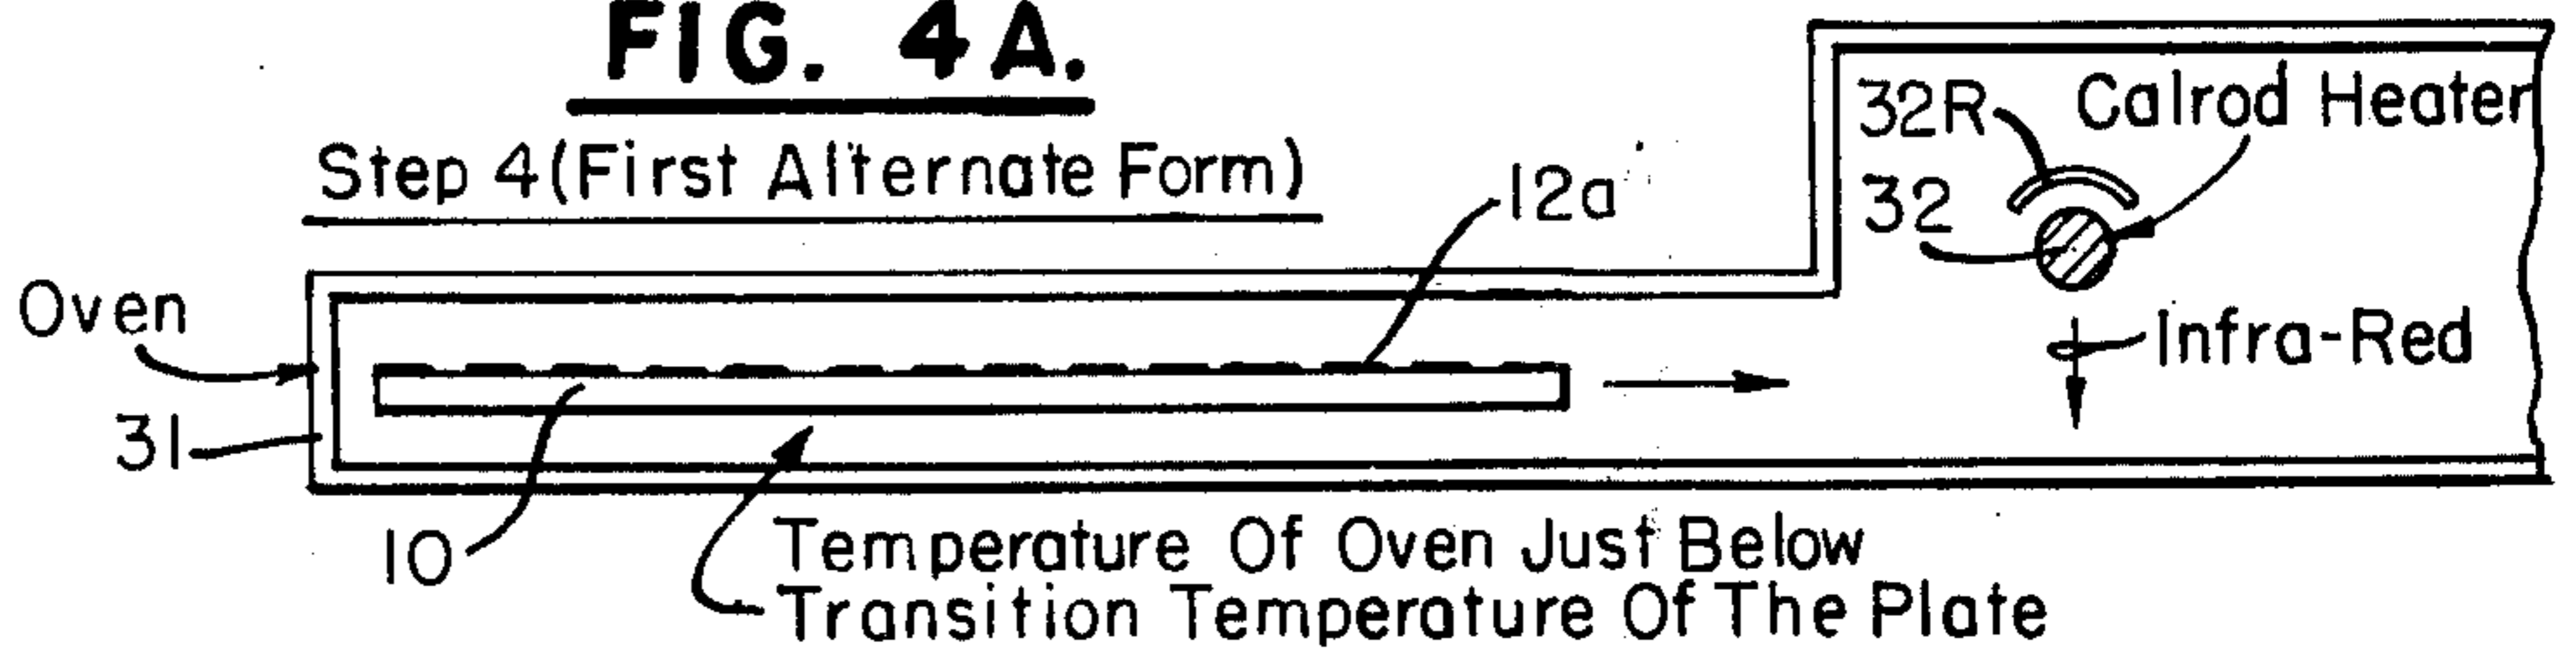 FIG. 4A.
Step 4(First Alternate Form)
32R
Calrod Heater
32
12a
Oven
Infra-Red
31
10
Temperature Of Oven Just Below
Transition Temperature Of The Plate